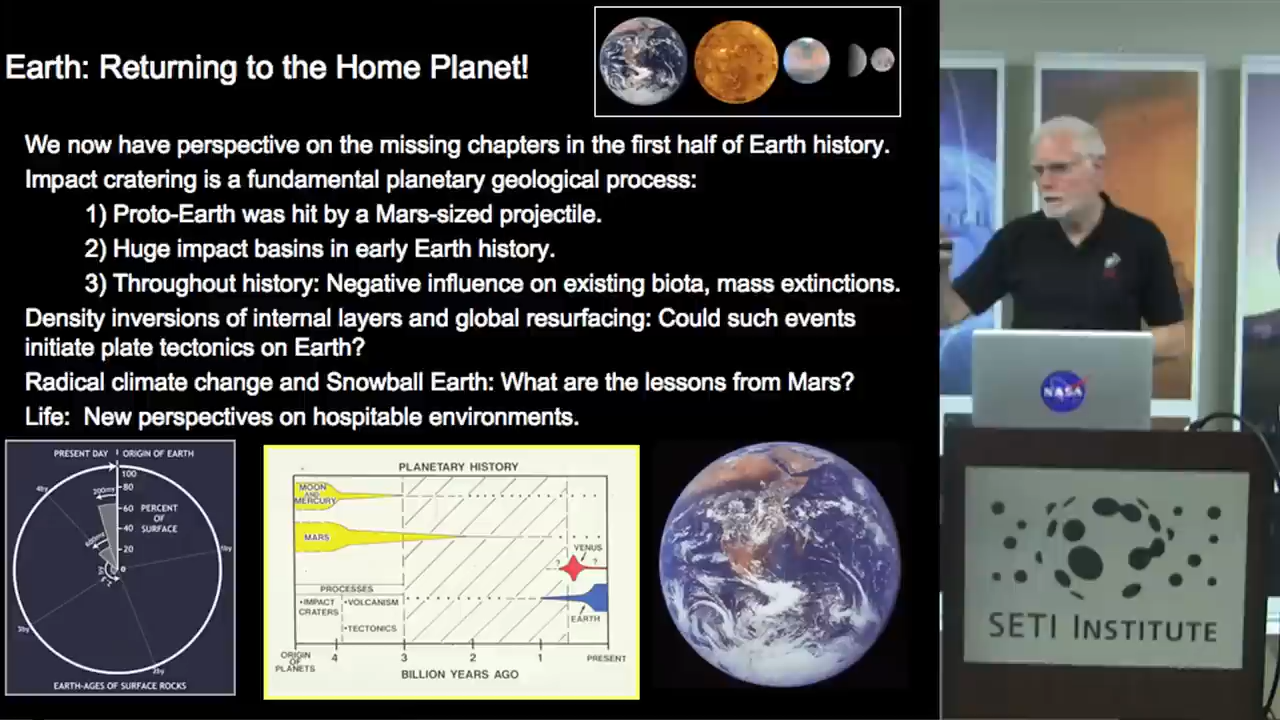 Earth: Returning to the Home Planet!
We now have perspective on the missing chapters in the first half of Earth history.
Impact cratering is a fundamental planetary geological process:
1) Proto-Earth was hit by a Mars-sized projectile.
2) Huge impact basins in early Earth history.
3) Throughout history: Negative influence on existing biota, mass extinctions.
Density inversions of internal layers and global resurfacing: Could such events
initiate plate tectonics on Earth?
Radical climate change and Snowball Earth: What are the lessons from Mars?
Life: New perspectives on hospitable environments.
PRESENT DAY
ORIGIN OF EARTH
100
80
60
40
20
0
PERCENT
OF
SURFACE
200my
600my
4by
3by
EARTH-AGES OF SURFACE ROCKS
PLANETARY HISTORY
MOON
AND
MERCURY
MARS
VENUS
? ?
EARTH
PROCESSES
•IMPACT
CRATERS
•VOLCANISM
•TECTONICS
ORIGIN
OF
PLANETS
4 3 2 1 PRESENT
BILLION YEARS AGO
NASA
SETI INSTITUTE